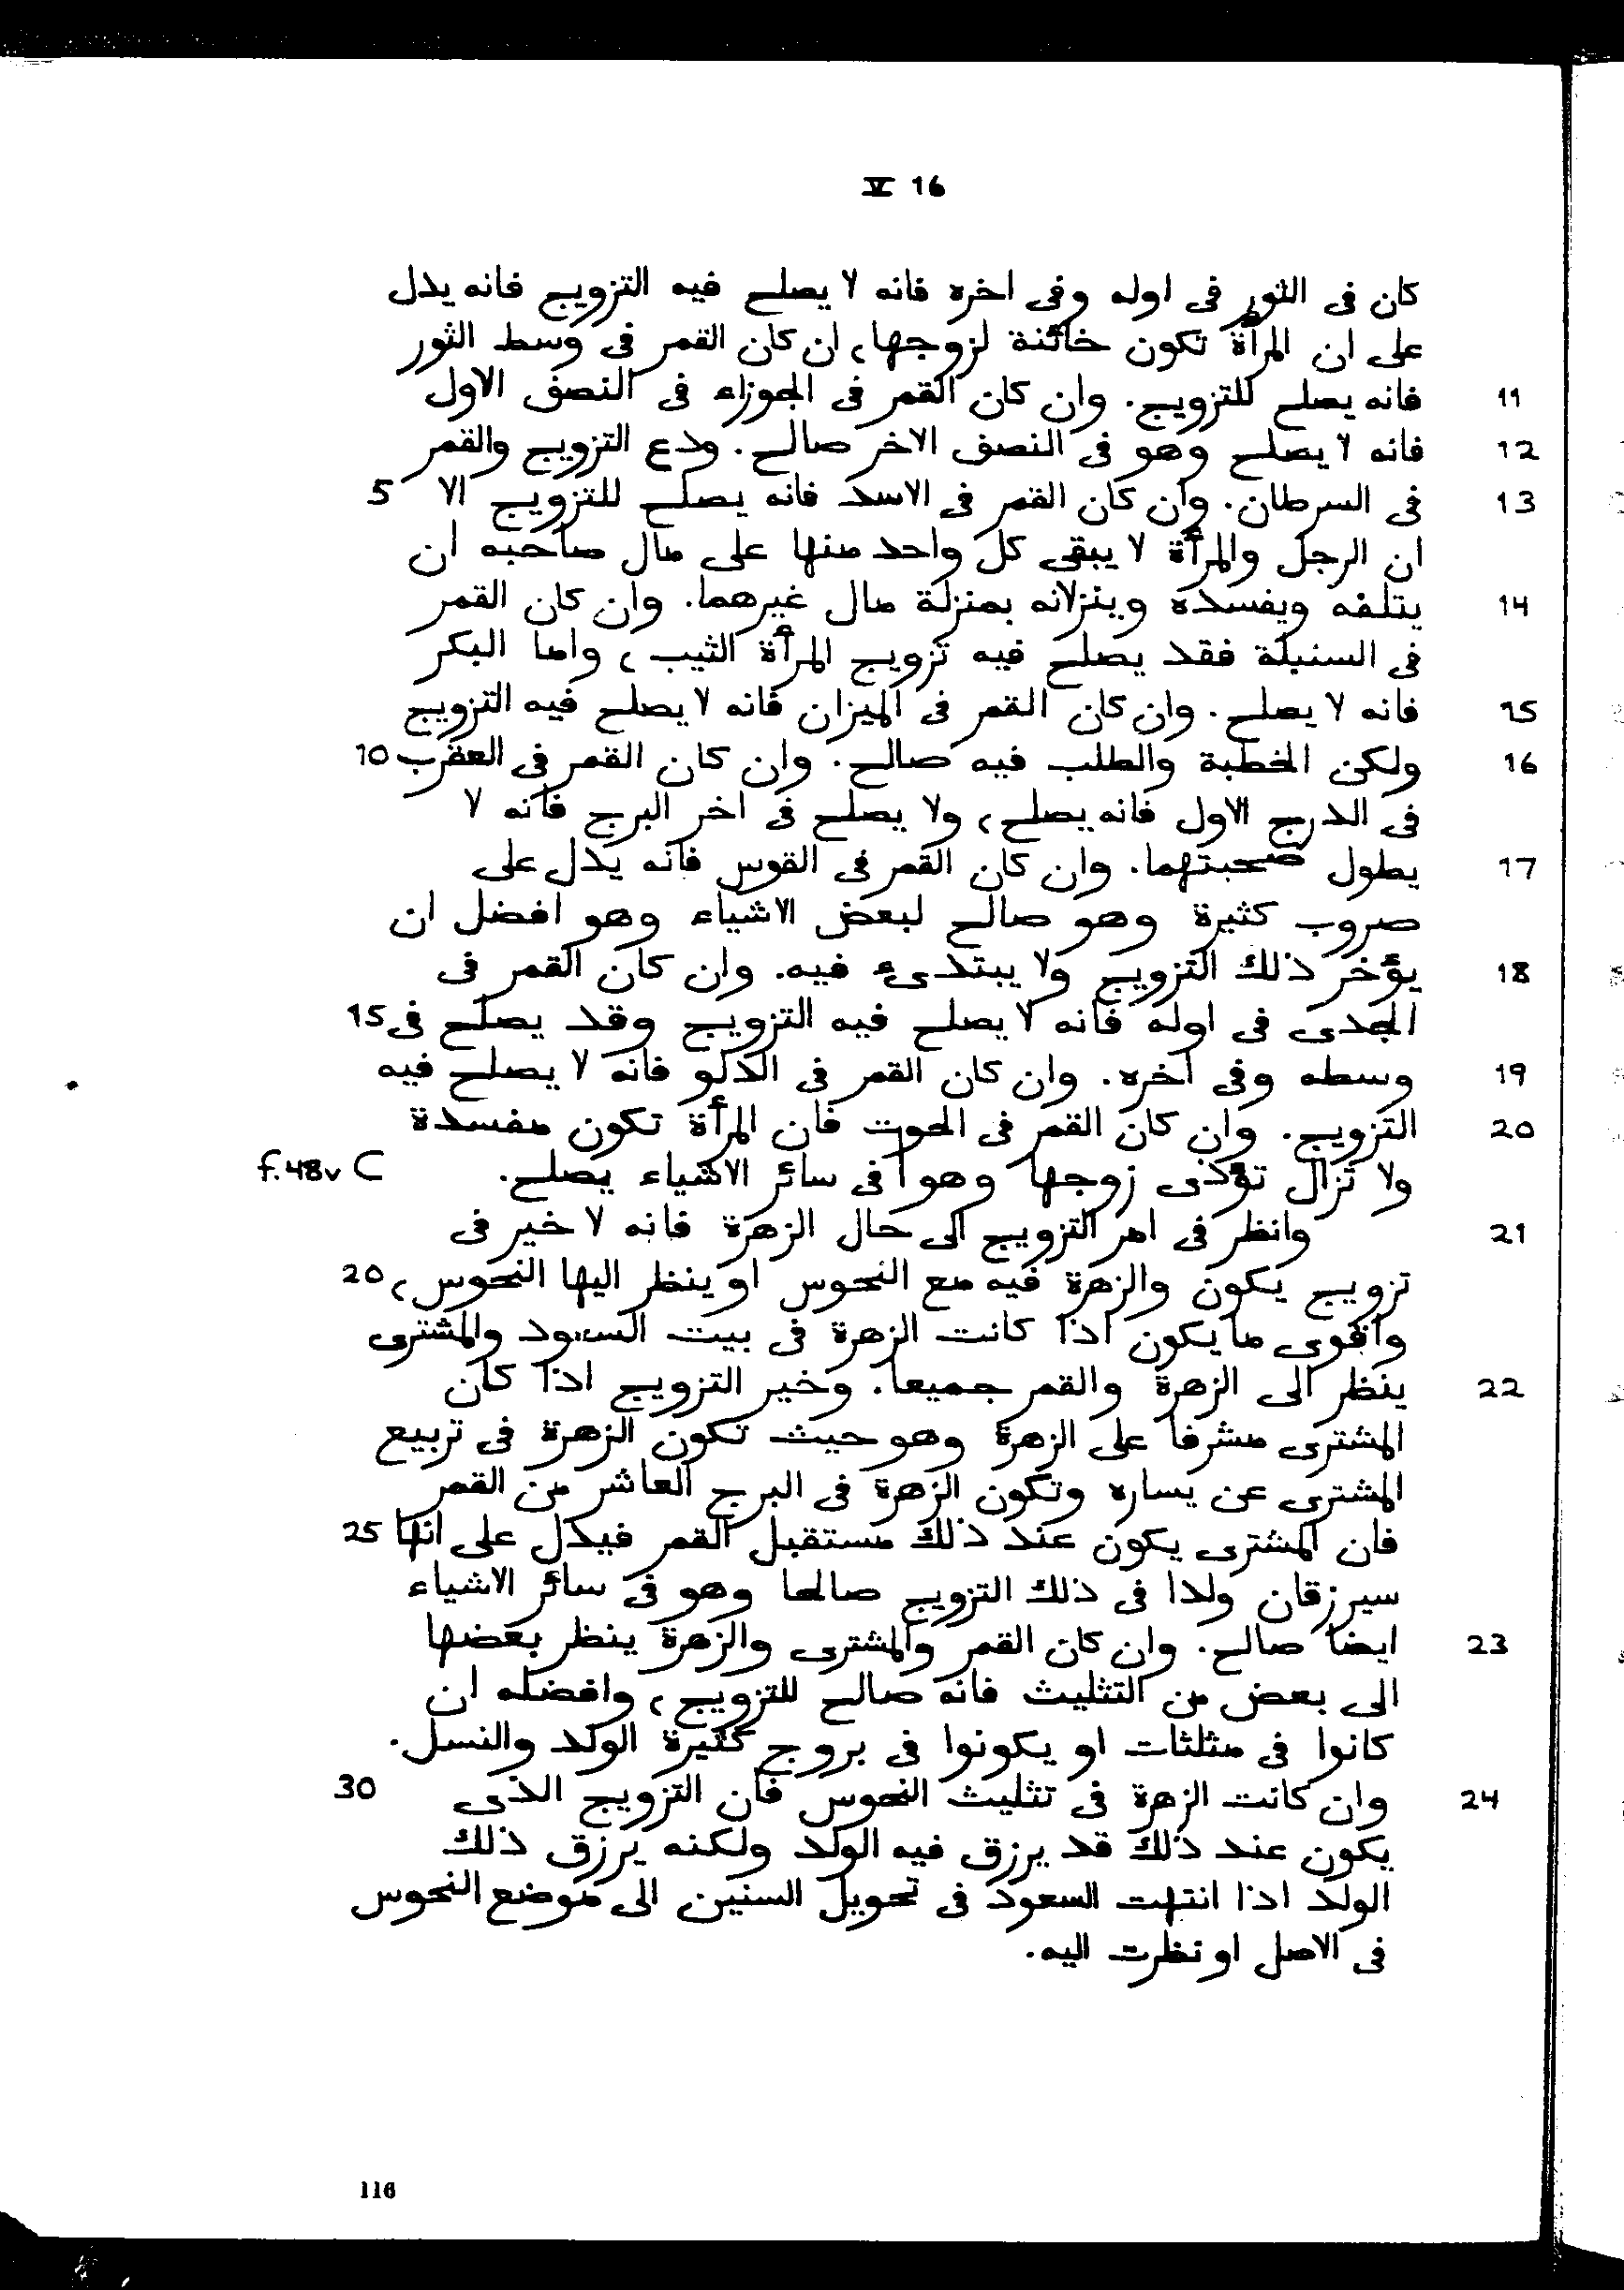 V 16
كان فى الثور فى اوله وفى اخره فانه لا يصلح فيه التزويج فانه يدل
على ان المرأة تكون خائنة لزوجها، ان كان القمر فى وسط الثور
11 فانه يصلح للتزويج. وان كان القمر فى الجوزاء فى النصف الاول
12 فانه لا يصلح وهو فى النصف الاخر صالح. ودع التزويج والقمر
13 فى السرطان. وان كان القمر فى الاسد فانه يصلح للتزويج الا 5
ان الرجل والمرأة لا يبقى كل واحد منها على مال صاحبه ان
14 يتلفه ويفسده وينزلانه بمنزلة مال غيرهما. وان كان القمر
فى السنبلة فقد يصلح فيه تزويج المرأة الثيب، واما البكر
15 فانه لا يصلح. وان كان القمر فى الميزان فانه لا يصلح فيه التزويج
16 ولكن الخطبة والطلب فيه صالح. وان كان القمر فى العقرب 10
فى الدرج الاول فانه يصلح، ولا يصلح فى اخر البرج فانه لا
17 يطول صحبتهما. وان كان القمر فى القوس فانه يدل على
صروب كثيرة وهو صالح لبعض الاشياء وهو افضل ان
18 يؤخر ذلك التزويج ولا يبتدىء فيه. وان كان القمر فى
الجدى فى اوله فانه لا يصلح فيه التزويج وقد يصلح فى 15
19 وسطه وفى اخره. وان كان القمر فى الدلو فانه لا يصلح فيه
20 التزويج. وان كان القمر فى الحوت فان المرأة تكون مفسدة
ولا تزال تؤذى زوجها وهو فى سائر الاشياء يصلح. f.48v C
21 وانظر فى امر التزويج الى حال الزهرة فانه لا خير فى
تزويج يكون والزهرة فيه مع النحوس او ينظر اليها النحوس، 20
واقوى ما يكون اذا كانت الزهرة فى بيت السعود والمشترى
22 ينظر الى الزهرة والقمر جميعا. وخير التزويج اذا كان
المشترى مشرفا على الزهرة وهو حيث تكون الزهرة فى تربيع
المشترى عن يساره وتكون الزهرة فى البرج العاشر من القمر
فان المشترى يكون عند ذلك مستقبل القمر فيدل على انها 25
سيرزقان ولدا فى ذلك التزويج صالحا وهو فى سائر الاشياء
23 ايضا صالح. وان كان القمر والمشترى والزهرة ينظر بعضها
الى بعض من التثليث فانه صالح للتزويج، وافضله ان
كانوا فى مثلثات او يكونوا فى بروج كثيرة الولد والنسل.
24 وان كانت الزهرة فى تثليث النحوس فان التزويج الذى 30
يكون عند ذلك قد يرزق فيه الولد ولكنه يرزق ذلك
الولد اذا انتهت السعود فى تحويل السنين الى موضع النحوس
فى الاصل او نظرت اليه.
116